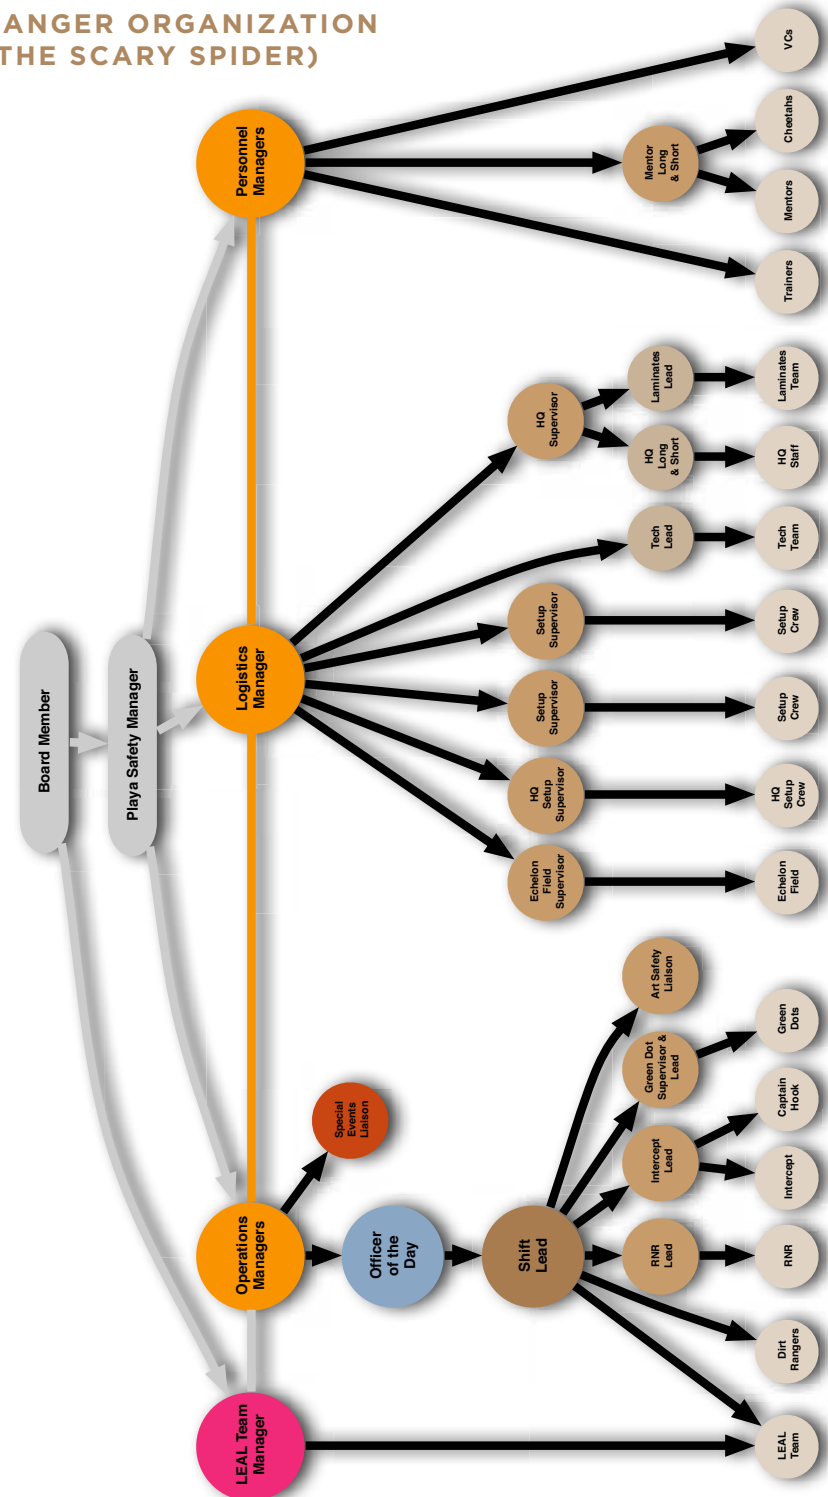 ANGER ORGANIZATION
THE SCARY SPIDER)
Board Member
Playa Safety Manager
LEAL Team
Manager
Operations
Managers
Logistics
Manager
Personnel
Managers
Special
Events
Liaison
Officer
of the
Day
Shift
Lead
Echelon
Field
Supervisor
HQ
Setup
Supervisor
Setup
Supervisor
Setup
Supervisor
HQ
Supervisor
RNR
Lead
Intercept
Lead
Green Dot
Supervisor &
Lead
Art Safety
Liaison
Tech
Lead
HQ
Long
& Short
Laminates
Lead
Mentor
Long
& Short
LEAL
Team
Dirt
Rangers
RNR
Intercept
Captain
Hook
Green
Dots
Echelon
Field
HQ
Setup
Crew
Setup
Crew
Setup
Crew
Tech
Team
HQ
Staff
Laminates
Team
Trainers
Mentors
Cheetahs
VCs